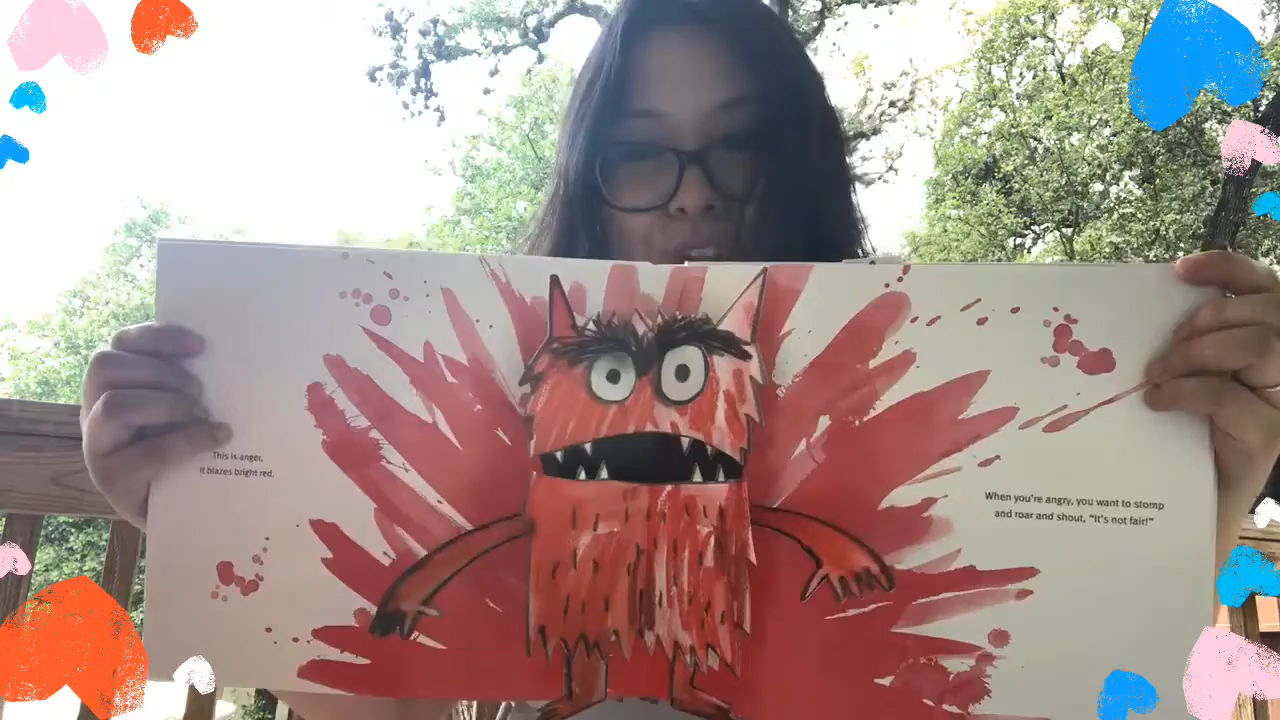 This is anger.
It blazes bright red.
When you're angry, you want to stomp
and roar and shout, "It's not fair!"